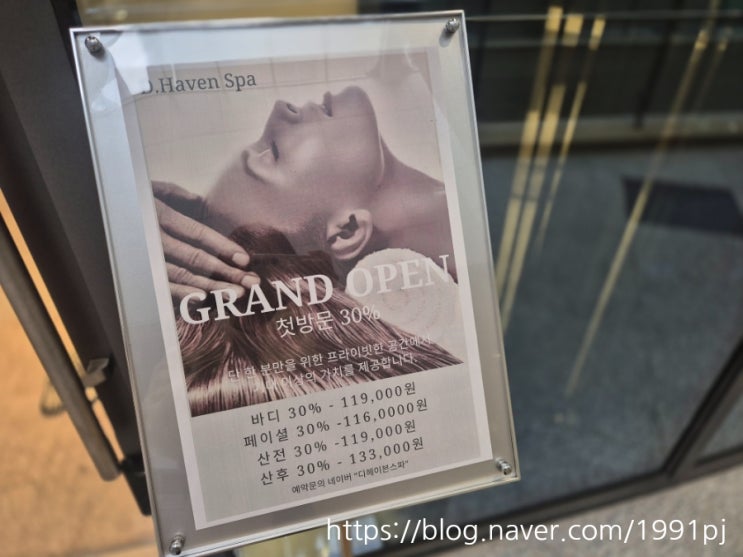 D.Haven Spa
GRAND OPEN
첫방문 30%
단 한 분만을 위한 프라이빗한 공간에서
이상의 가치를 제공합니다.
바디 30% - 119,000원
페이셜 30% -116,0000원
산전 30% -119,000원
산후 30% - 133,000원
예약문의 네이버 "디헤이븐스파"
https://blog.naver.com/1991pj